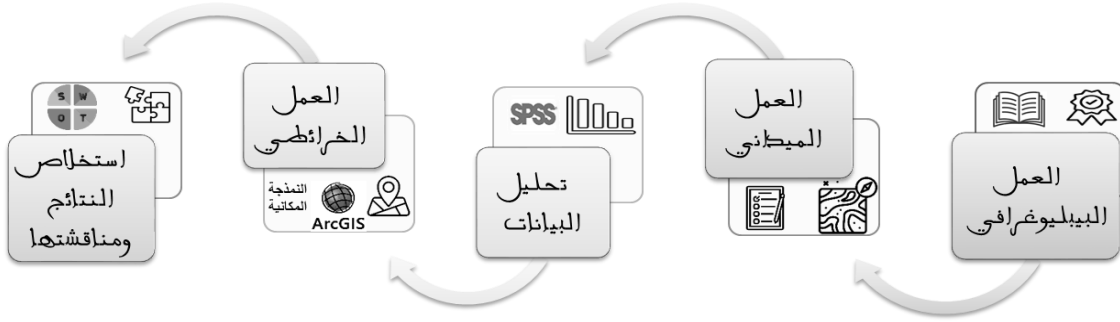 العمل
البيبليوغرافي
العمل
الميداني
SPSS
تحليل
البيانات
العمل
الخرائطي
النمذجة
المكانية
ArcGIS
S W
O T
استخلاص
النتائج
ومناقشتها